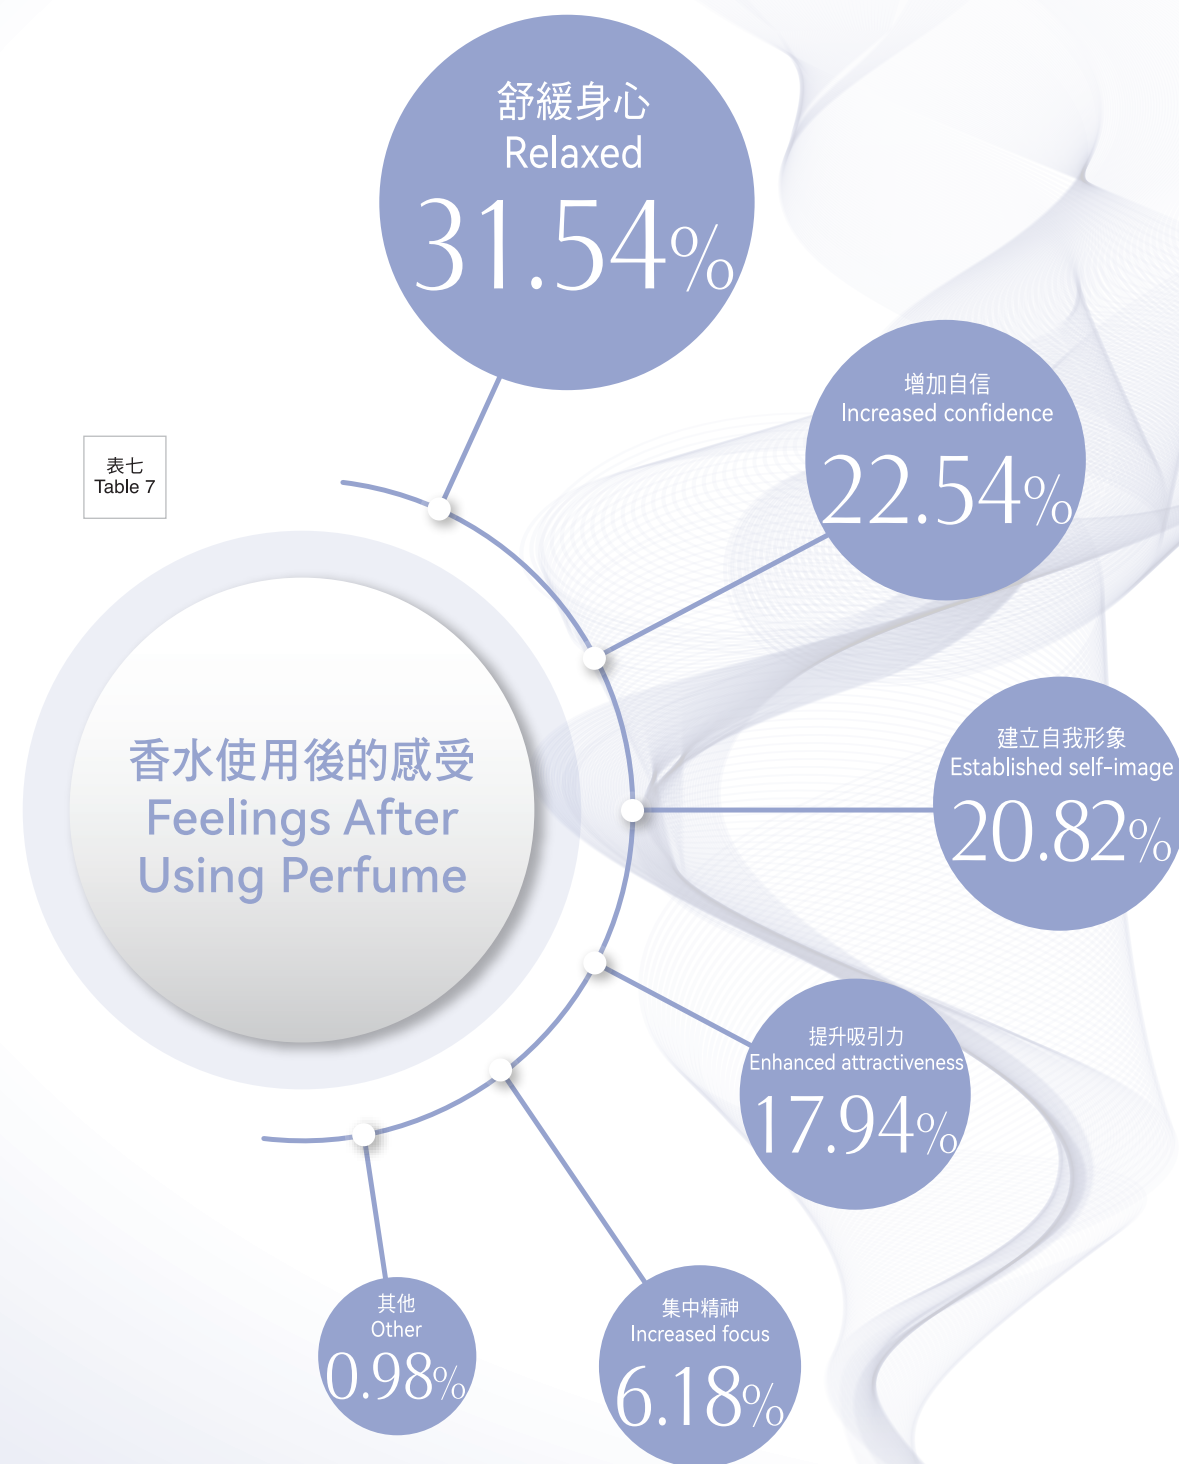 舒緩身心
Relaxed
31.54%
增加自信
Increased confidence
22.54%
表七
Table 7
建立自我形象
Established self-image
20.82%
香水使用後的感受
Feelings After
Using Perfume
提升吸引力
Enhanced attractiveness
17.94%
集中精神
Increased focus
6.18%
其他
Other
0.98%